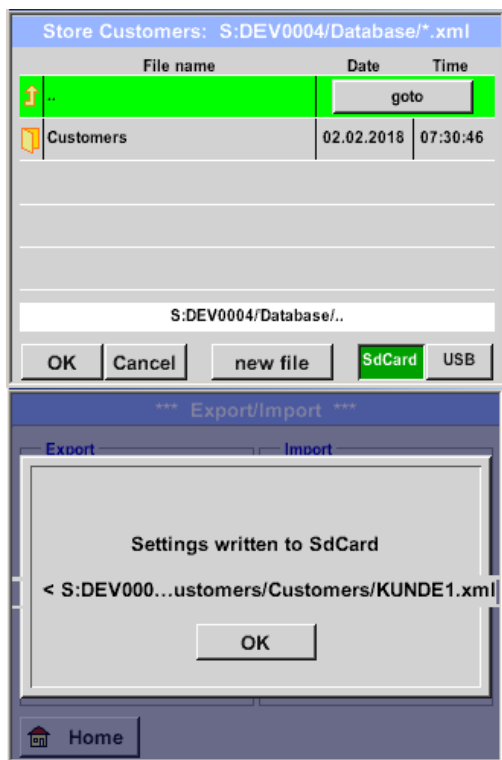 Store Customers: S:DEV0004/Database/*.xml
File name Date Time
.. goto
Customers 02.02.2018 07:30:46
S:DEV0004/Database/..
OK Cancel new file SdCard USB
*** Export/Import ***
Export Import
Settings written to SdCard
< S:DEV000...ustomers/Customers/KUNDE1.xml
OK
Home